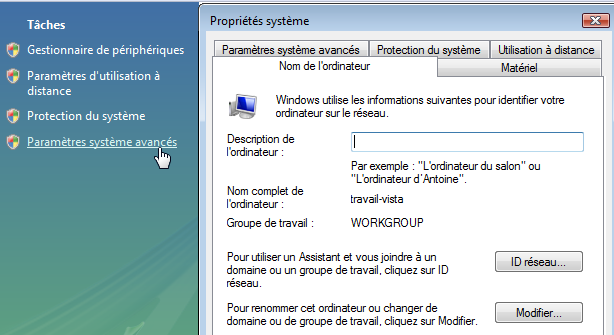 Tâches
Gestionnaire de périphériques
Paramètres d'utilisation à
distance
Protection du système
Paramètres système avancés
Propriétés système
Paramètres système avancés
Protection du système
Utilisation à distance
Nom de l'ordinateur
Matériel
Windows utilise les informations suivantes pour identifier votre
ordinateur sur le réseau.
Description de
l'ordinateur :
Par exemple : "L'ordinateur du salon" ou
"L'ordinateur d'Antoine".
Nom complet de
l'ordinateur :
travail-vista
Groupe de travail :
WORKGROUP
Pour utiliser un Assistant et vous joindre à un
domaine ou un groupe de travail, cliquez sur ID
réseau.
ID réseau...
Pour renommer cet ordinateur ou changer de
domaine ou de groupe de travail, cliquez sur Modifier.
Modifier...